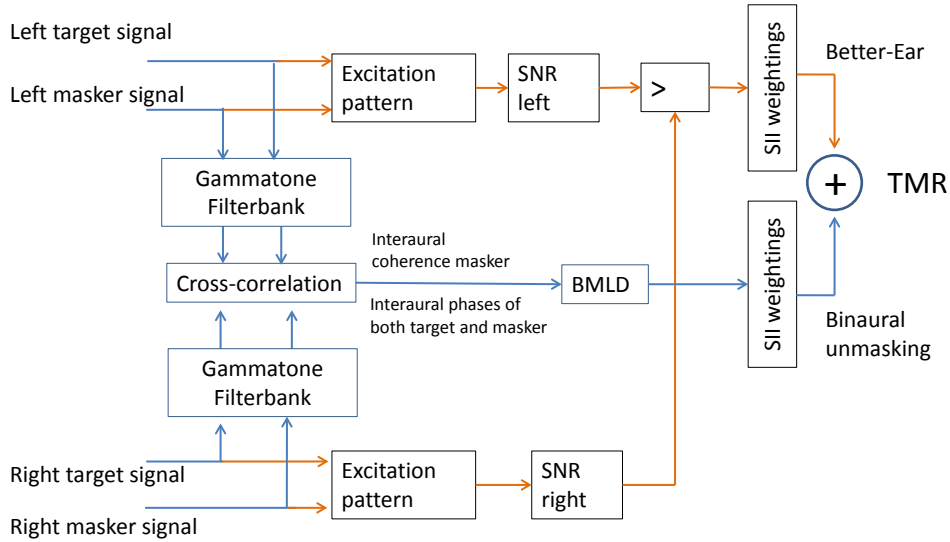 Left target signal
Left masker signal
Excitation
pattern
SNR
left
>
SII weightings
Better-Ear
Gammatone
Filterbank
+
TMR
Cross-correlation
Interaural
coherence masker
Interaural phases of
both target and masker
BMLD
SII weightings
Binaural
unmasking
Gammatone
Filterbank
Right target signal
Right masker signal
Excitation
pattern
SNR
right